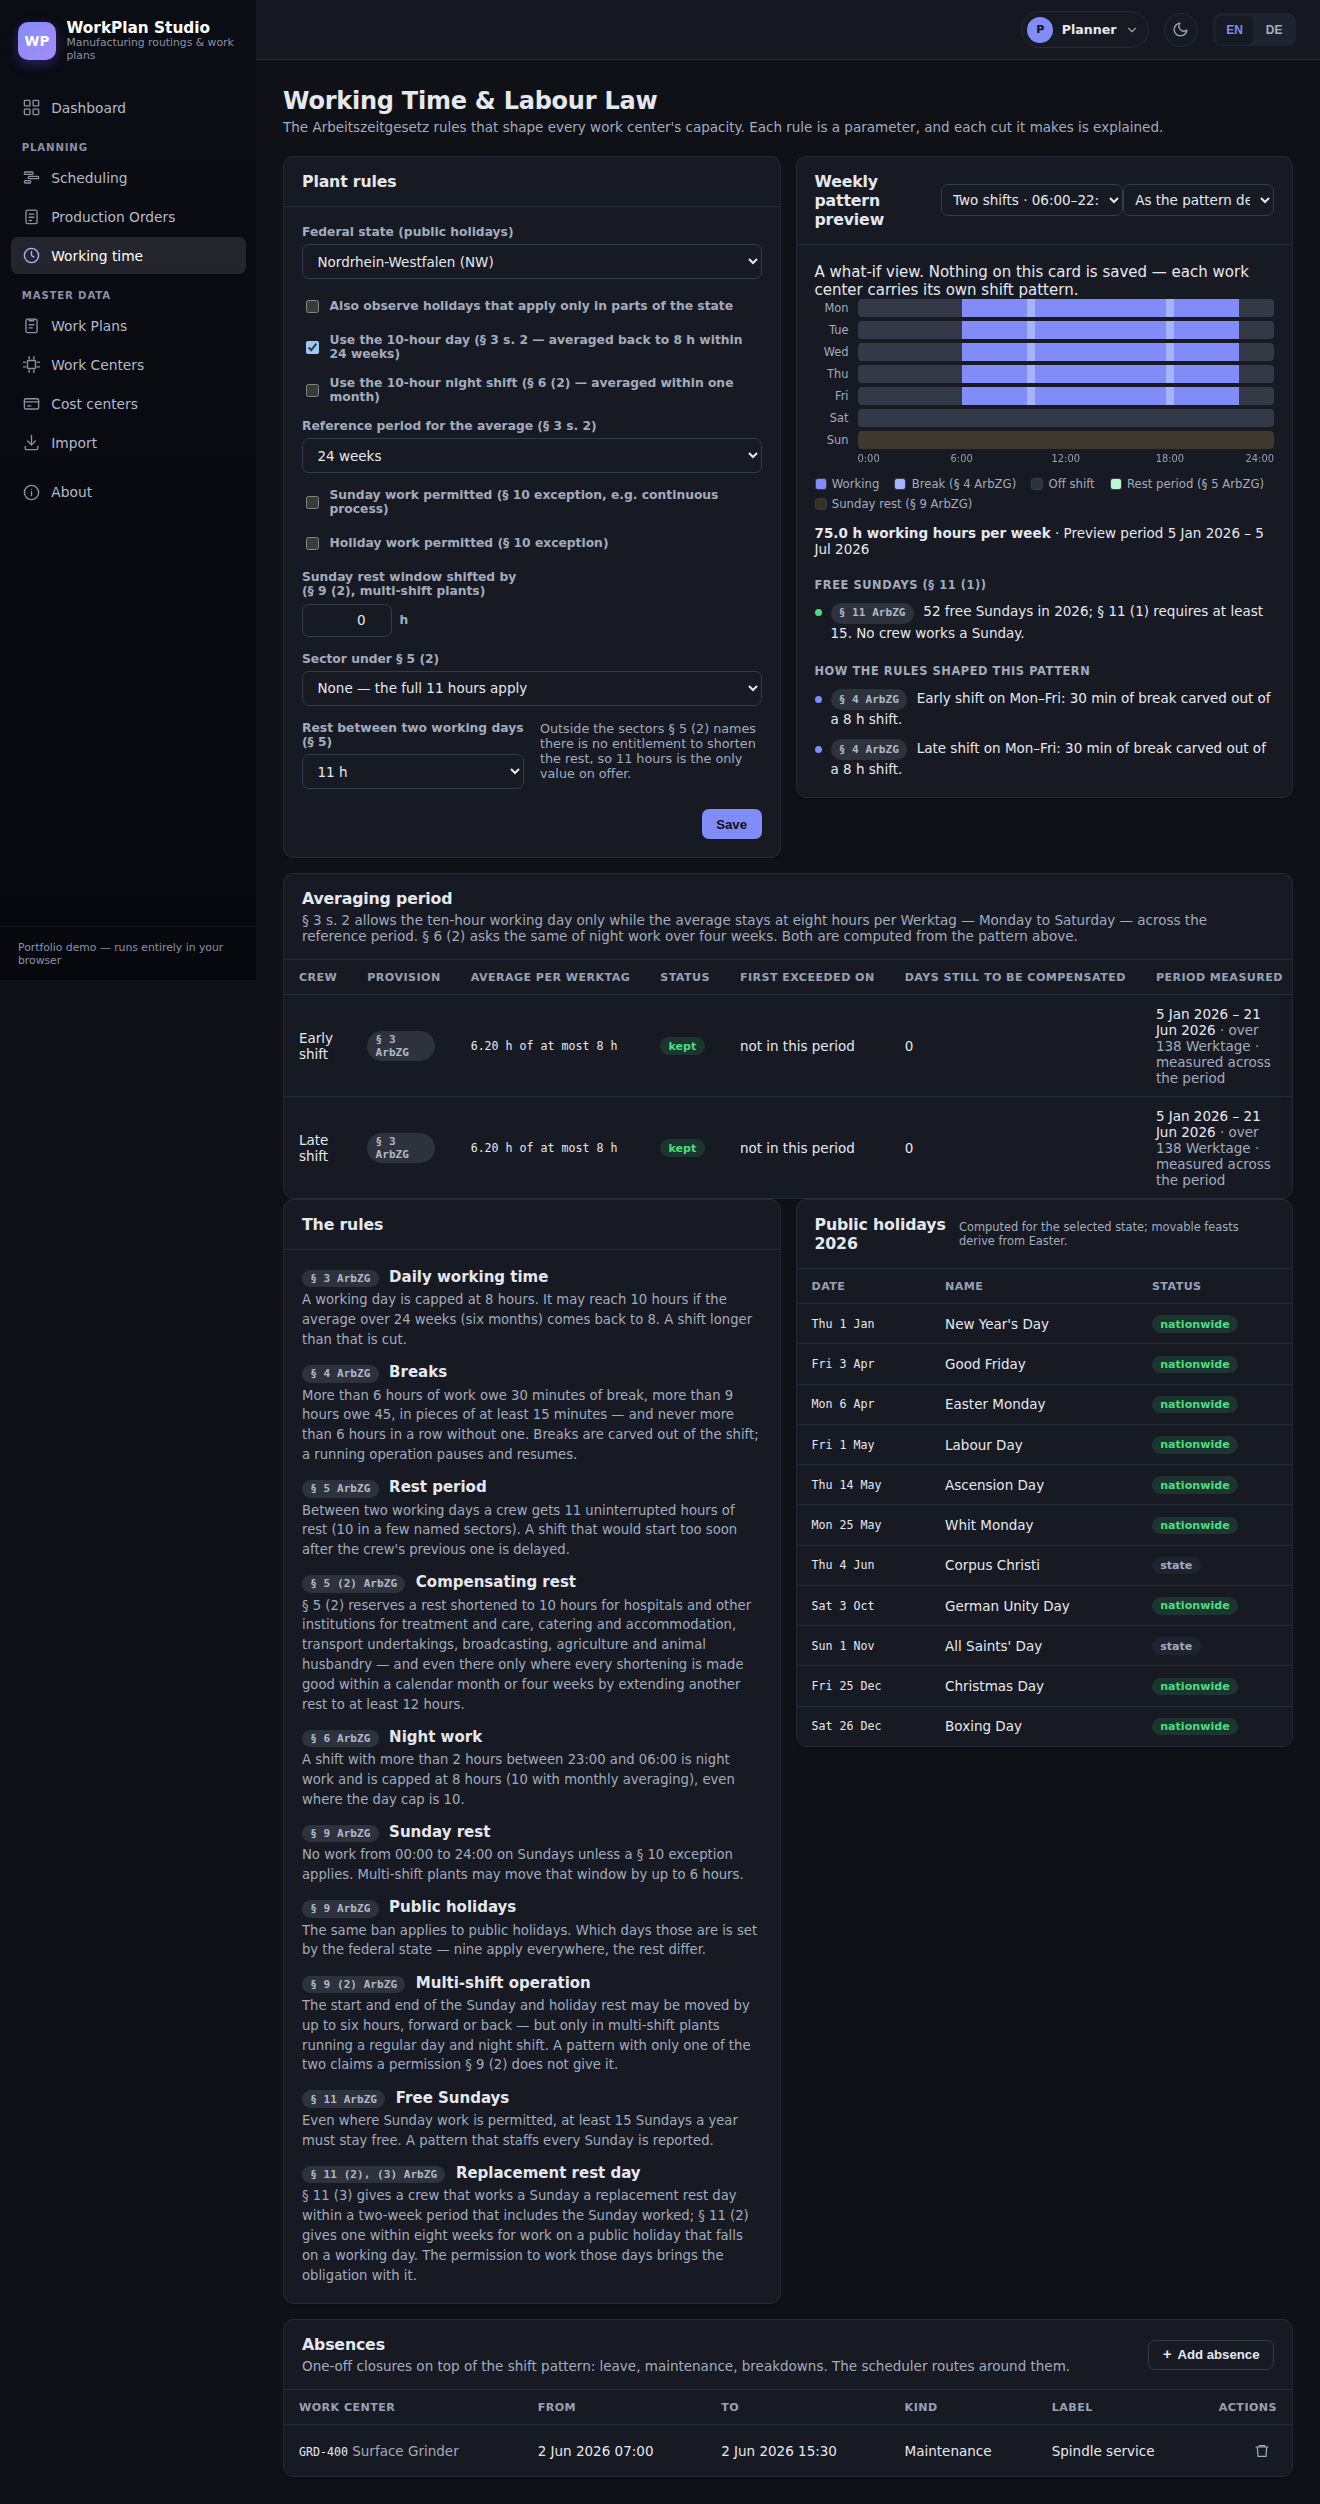 WP
WorkPlan Studio
Manufacturing routings & work
plans
Dashboard
PLANNING
Scheduling
Production Orders
Working time
MASTER DATA
Work Plans
Work Centers
Cost centers
Import
About
Portfolio demo — runs entirely in your
browser
P Planner
EN DE
Working Time & Labour Law
The Arbeitszeitgesetz rules that shape every work center's capacity. Each rule is a parameter, and each cut it makes is explained.
Plant rules
Federal state (public holidays)
Nordrhein-Westfalen (NW)
Also observe holidays that apply only in parts of the state
Use the 10-hour day (§ 3 s. 2 — averaged back to 8 h within
24 weeks)
Use the 10-hour night shift (§ 6 (2) — averaged within one
month)
Reference period for the average (§ 3 s. 2)
24 weeks
Sunday work permitted (§ 10 exception, e.g. continuous
process)
Holiday work permitted (§ 10 exception)
Sunday rest window shifted by
(§ 9 (2), multi-shift plants)
0 h
Sector under § 5 (2)
None — the full 11 hours apply
Rest between two working days
(§ 5)
11 h
Outside the sectors § 5 (2) names
there is no entitlement to shorten
the rest, so 11 hours is the only
value on offer.
Save
Weekly
pattern
preview
Two shifts · 06:00–22:
As the pattern de
A what-if view. Nothing on this card is saved — each work
center carries its own shift pattern.
Mon
Tue
Wed
Thu
Fri
Sat
Sun
0:00 6:00 12:00 18:00 24:00
Working Break (§ 4 ArbZG) Off shift Rest period (§ 5 ArbZG)
Sunday rest (§ 9 ArbZG)
75.0 h working hours per week · Preview period 5 Jan 2026 – 5
Jul 2026
FREE SUNDAYS (§ 11 (1))
§ 11 ArbZG 52 free Sundays in 2026; § 11 (1) requires at least
15. No crew works a Sunday.
HOW THE RULES SHAPED THIS PATTERN
§ 4 ArbZG Early shift on Mon–Fri: 30 min of break carved out of
a 8 h shift.
§ 4 ArbZG Late shift on Mon–Fri: 30 min of break carved out of
a 8 h shift.
Averaging period
§ 3 s. 2 allows the ten-hour working day only while the average stays at eight hours per Werktag — Monday to Saturday — across the
reference period. § 6 (2) asks the same of night work over four weeks. Both are computed from the pattern above.
CREW PROVISION AVERAGE PER WERKTAG STATUS FIRST EXCEEDED ON DAYS STILL TO BE COMPENSATED PERIOD MEASURED
Early
shift
§ 3
ArbZG
6.20 h of at most 8 h kept not in this period 0
5 Jan 2026 – 21
Jun 2026 · over
138 Werktage ·
measured across
the period
Late
shift
§ 3
ArbZG
6.20 h of at most 8 h kept not in this period 0
5 Jan 2026 – 21
Jun 2026 · over
138 Werktage ·
measured across
the period
The rules
§ 3 ArbZG Daily working time
A working day is capped at 8 hours. It may reach 10 hours if the
average over 24 weeks (six months) comes back to 8. A shift longer
than that is cut.
§ 4 ArbZG Breaks
More than 6 hours of work owe 30 minutes of break, more than 9
hours owe 45, in pieces of at least 15 minutes — and never more
than 6 hours in a row without one. Breaks are carved out of the shift;
a running operation pauses and resumes.
§ 5 ArbZG Rest period
Between two working days a crew gets 11 uninterrupted hours of
rest (10 in a few named sectors). A shift that would start too soon
after the crew's previous one is delayed.
§ 5 (2) ArbZG Compensating rest
§ 5 (2) reserves a rest shortened to 10 hours for hospitals and other
institutions for treatment and care, catering and accommodation,
transport undertakings, broadcasting, agriculture and animal
husbandry — and even there only where every shortening is made
good within a calendar month or four weeks by extending another
rest to at least 12 hours.
§ 6 ArbZG Night work
A shift with more than 2 hours between 23:00 and 06:00 is night
work and is capped at 8 hours (10 with monthly averaging), even
where the day cap is 10.
§ 9 ArbZG Sunday rest
No work from 00:00 to 24:00 on Sundays unless a § 10 exception
applies. Multi-shift plants may move that window by up to 6 hours.
§ 9 ArbZG Public holidays
The same ban applies to public holidays. Which days those are is set
by the federal state — nine apply everywhere, the rest differ.
§ 9 (2) ArbZG Multi-shift operation
The start and end of the Sunday and holiday rest may be moved by
up to six hours, forward or back — but only in multi-shift plants
running a regular day and night shift. A pattern with only one of the
two claims a permission § 9 (2) does not give it.
§ 11 ArbZG Free Sundays
Even where Sunday work is permitted, at least 15 Sundays a year
must stay free. A pattern that staffs every Sunday is reported.
§ 11 (2), (3) ArbZG Replacement rest day
§ 11 (3) gives a crew that works a Sunday a replacement rest day
within a two-week period that includes the Sunday worked; § 11 (2)
gives one within eight weeks for work on a public holiday that falls
on a working day. The permission to work those days brings the
obligation with it.
Public holidays
2026
Computed for the selected state; movable feasts
derive from Easter.
DATE NAME STATUS
Thu 1 Jan New Year's Day nationwide
Fri 3 Apr Good Friday nationwide
Mon 6 Apr Easter Monday nationwide
Fri 1 May Labour Day nationwide
Thu 14 May Ascension Day nationwide
Mon 25 May Whit Monday nationwide
Thu 4 Jun Corpus Christi state
Sat 3 Oct German Unity Day nationwide
Sun 1 Nov All Saints' Day state
Fri 25 Dec Christmas Day nationwide
Sat 26 Dec Boxing Day nationwide
Absences
One-off closures on top of the shift pattern: leave, maintenance, breakdowns. The scheduler routes around them.
+ Add absence
WORK CENTER FROM TO KIND LABEL ACTIONS
GRD-400 Surface Grinder 2 Jun 2026 07:00 2 Jun 2026 15:30 Maintenance Spindle service